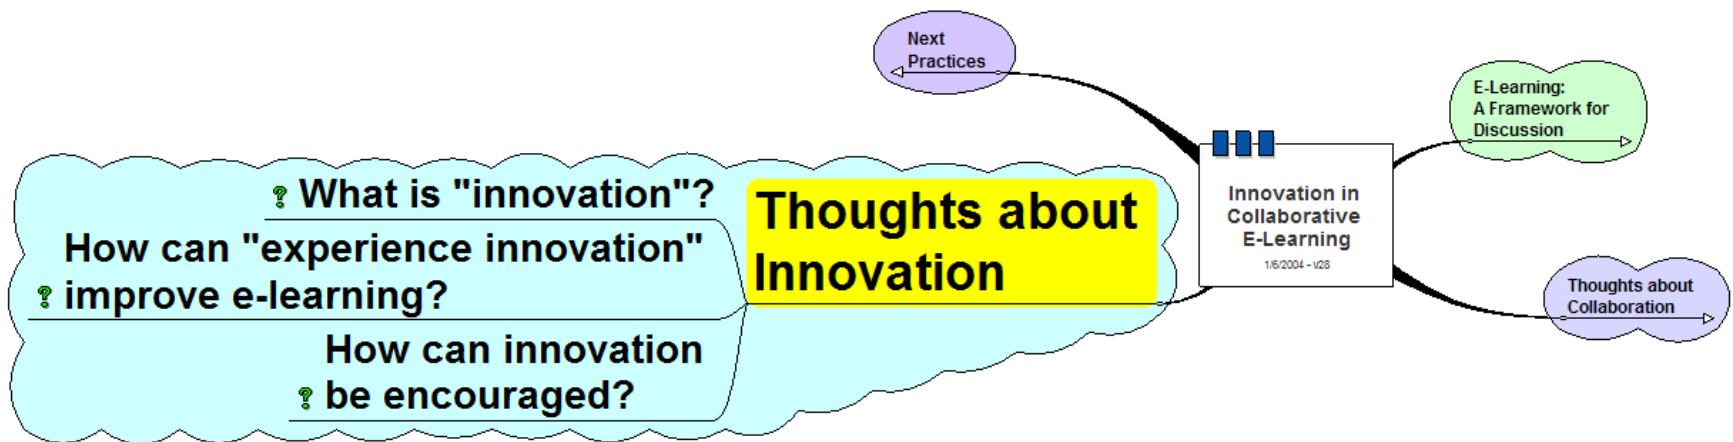 Next
Practices
E-Learning:
A Framework for
Discussion
Innovation in
Collaborative
E-Learning
1/6/2004 - v28
Thoughts about
Collaboration
Thoughts about
Innovation
? What is "innovation"?
How can "experience innovation"
? improve e-learning?
How can innovation
? be encouraged?